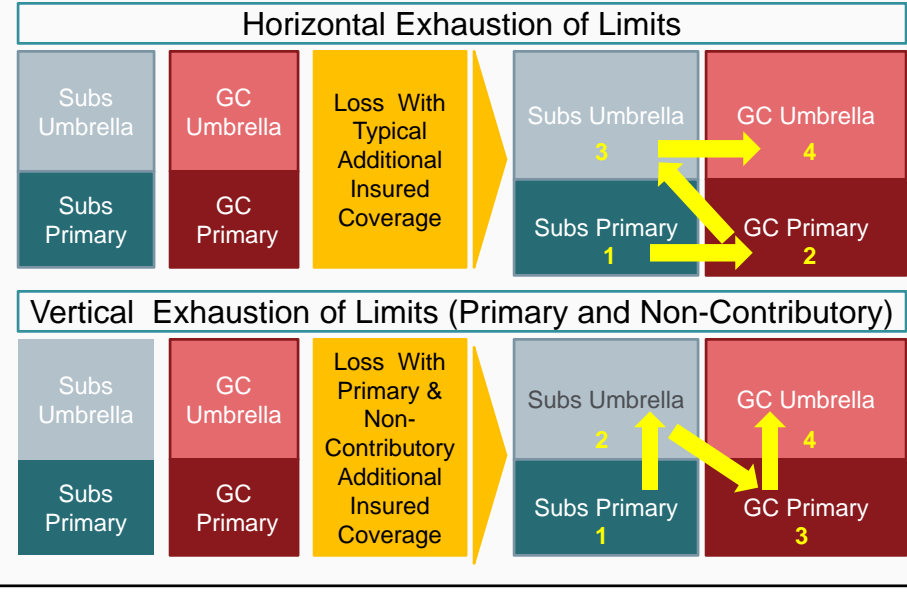 Horizontal Exhaustion of Limits
Subs
Umbrella
GC
Umbrella
Subs
Primary
GC
Primary
Loss With
Typical
Additional
Insured
Coverage
Subs Umbrella
3
GC Umbrella
4
Subs Primary
1
GC Primary
2
Vertical Exhaustion of Limits (Primary and Non-Contributory)
Subs
Umbrella
GC
Umbrella
Subs
Primary
GC
Primary
Loss With
Primary &
Non-
Contributory
Additional
Insured
Coverage
Subs Umbrella
2
GC Umbrella
4
Subs Primary
1
GC Primary
3